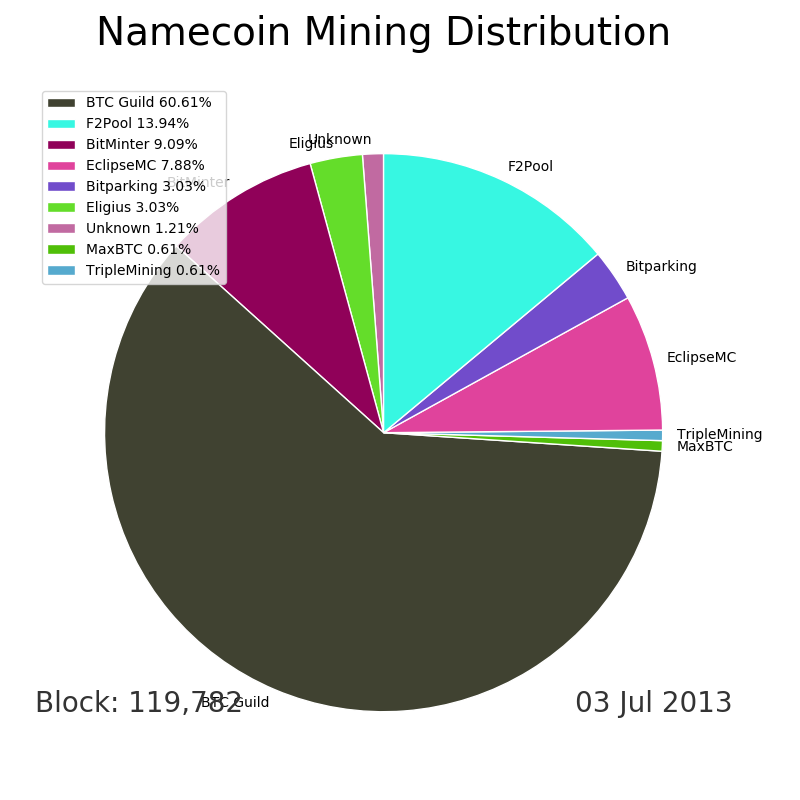 Namecoin Mining Distribution
BTC Guild 60.61%
F2Pool 13.94%
BitMinter 9.09%
EclipseMC 7.88%
Bitparking 3.03%
Eligius 3.03%
Unknown 1.21%
MaxBTC 0.61%
TripleMining 0.61%
Unknown
Eligius
F2Pool
BitMinter
Bitparking
EclipseMC
TripleMining
MaxBTC
BTC Guild
Block: 119,782
03 Jul 2013